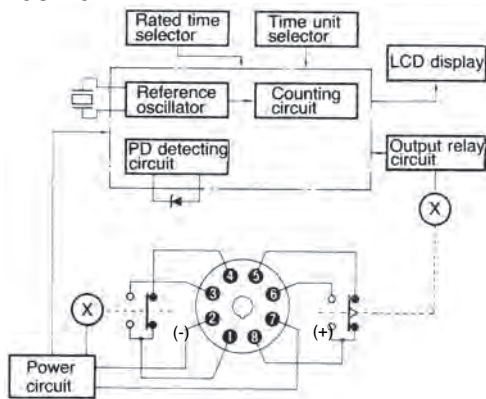 Rated time
selector
Time unit
selector
LCD display
Reference
oscillator
Counting
circuit
PD detecting
circuit
Output relay
circuit
X
4
5
3
6
X
2
7
(-)
(+)
1
8
Power
circuit